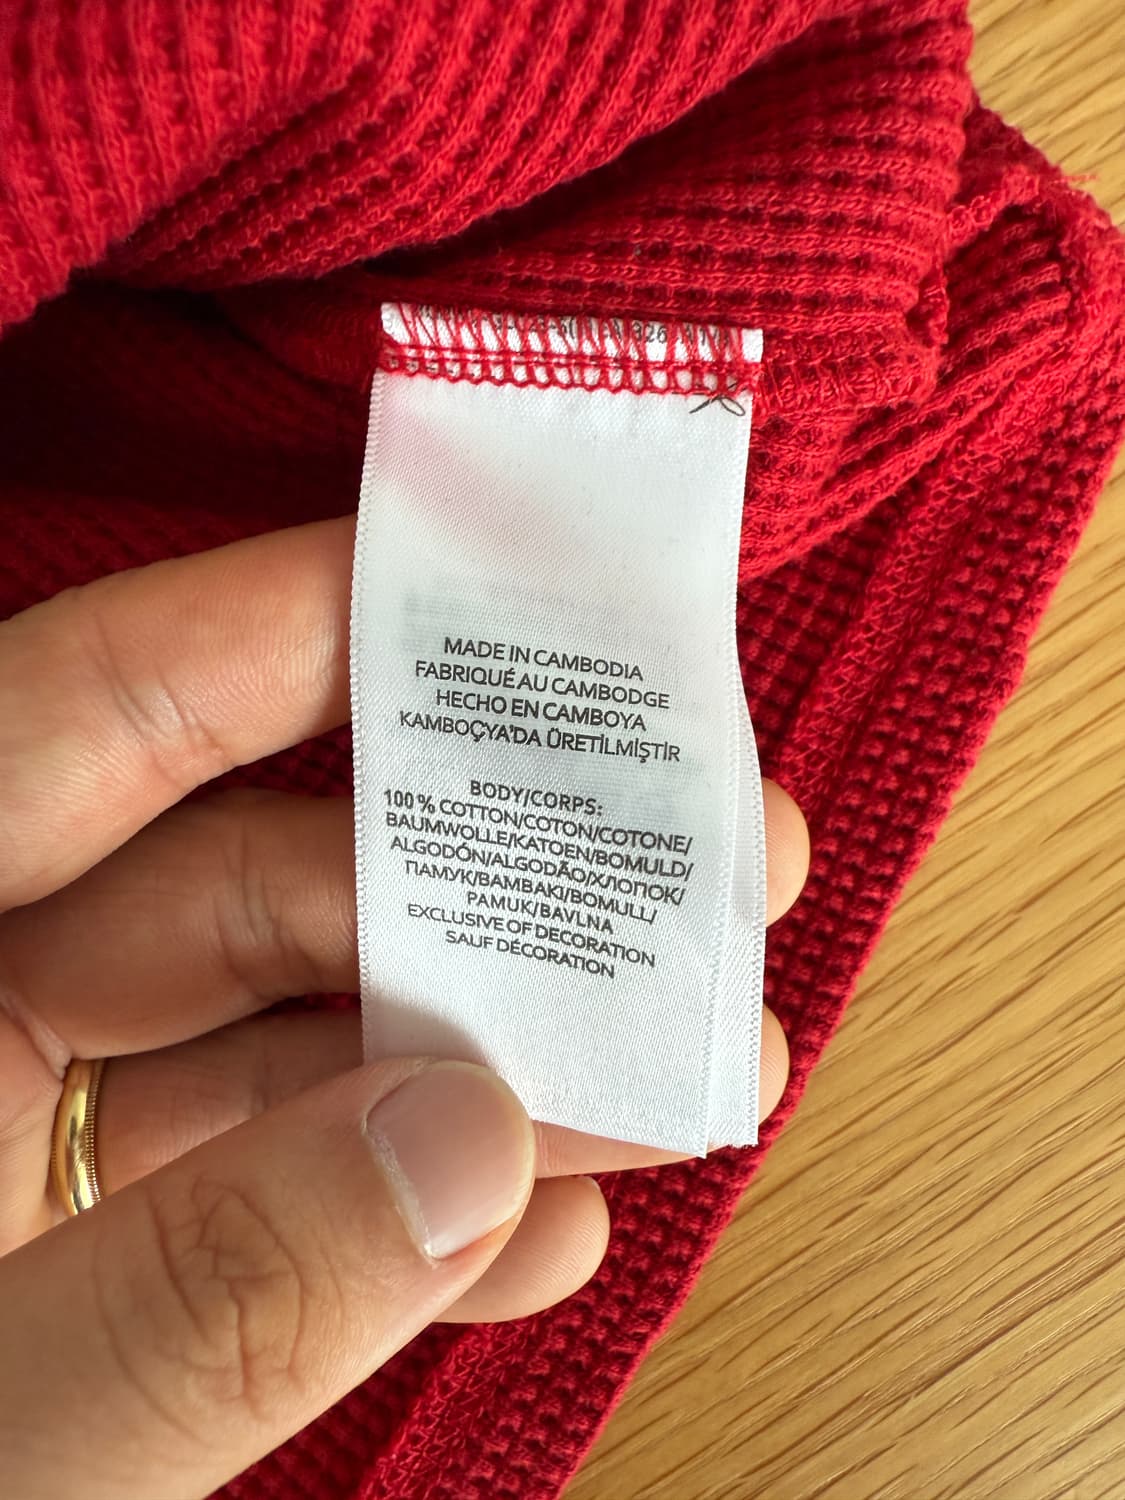 MADE IN CAMBODIA
FABRIQUÉ AU CAMBODGE
HECHO EN CAMBOYA
KAMBOÇYA'DA ÜRETİLMİŞTİR
BODY/CORPS:
100 % COTTON/COTON/COTONE/
BAUMWOLLE/KATOEN/BOMULD/
ALGODÓN/ALGODÃO/ХЛОПОК/
ПАМУК/ΒΑΜΒΑΚΙ/BOMULL/
PAMUK/BAVLNA
EXCLUSIVE OF DECORATION
SAUF DÉCORATION